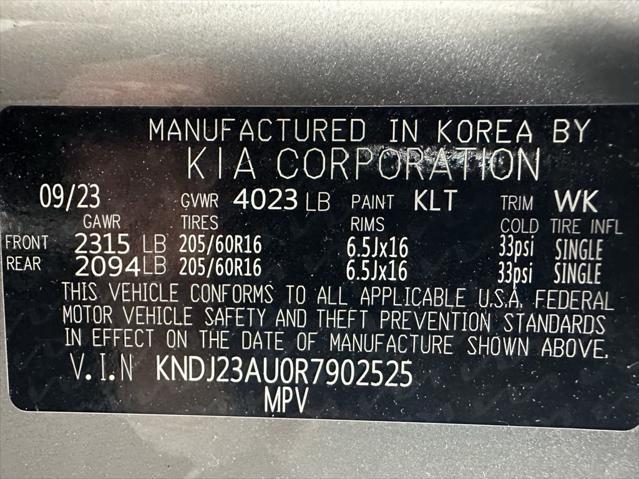 MANUFACTURED IN KOREA BY
KIA CORPORATION
09/23 GVWR 4023 LB PAINT KLT TRIM WK
GAWR TIRES RIMS COLD TIRE INFL
FRONT 2315 LB 205/60R16 6.5Jx16 33psi SINGLE
REAR 2094 LB 205/60R16 6.5Jx16 33psi SINGLE
THIS VEHICLE CONFORMS TO ALL APPLICABLE U.S.A. FEDERAL
MOTOR VEHICLE SAFETY AND THEFT PREVENTION STANDARDS
IN EFFECT ON THE DATE OF MANUFACTURE SHOWN ABOVE.
V.I.N KNDJ23AU0R7902525
MPV